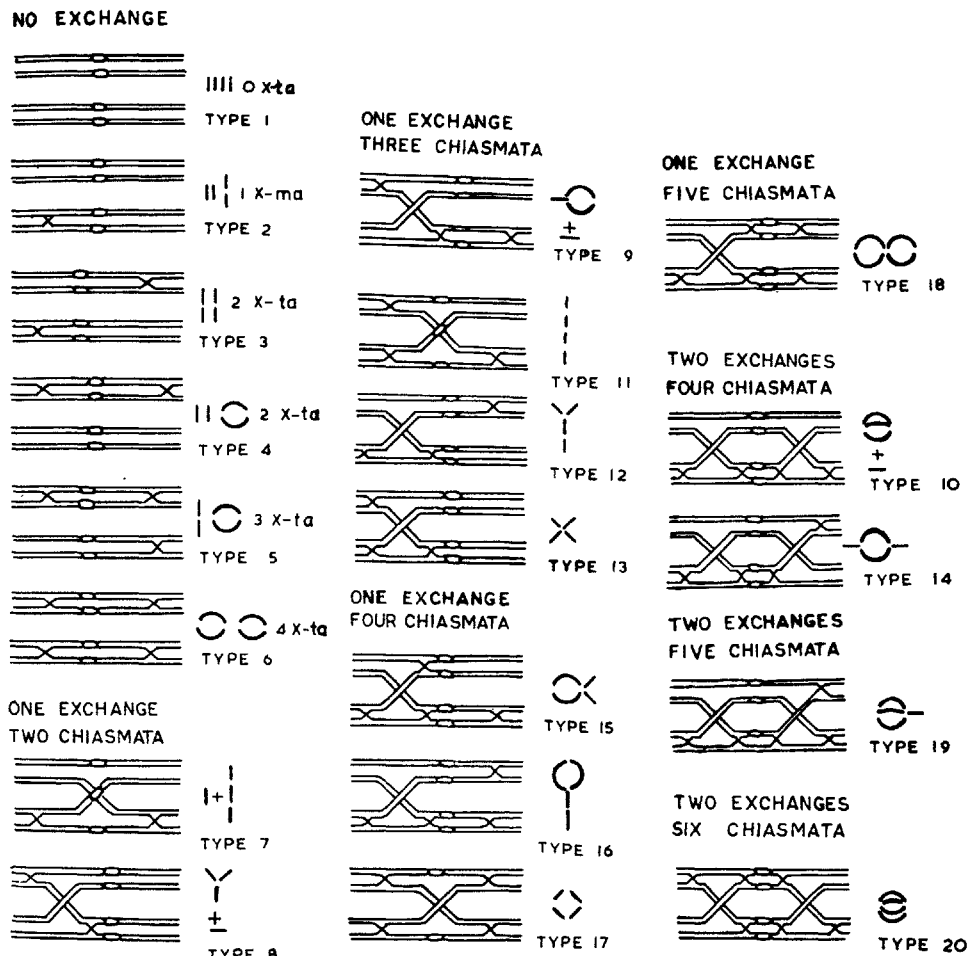 NO EXCHANGE
IIII O X-ta
TYPE 1
1 X-ma
TYPE 2
2 X-ta
TYPE 3
2 X-ta
TYPE 4
3 X-ta
TYPE 5
4 X-ta
TYPE 6
ONE EXCHANGE
TWO CHIASMATA
+
TYPE 7
+
TYPE 8
ONE EXCHANGE
THREE CHIASMATA
+
TYPE 9
TYPE 11
TYPE 12
TYPE 13
ONE EXCHANGE
FOUR CHIASMATA
TYPE 15
TYPE 16
TYPE 17
ONE EXCHANGE
FIVE CHIASMATA
TYPE 18
TWO EXCHANGES
FOUR CHIASMATA
+
TYPE 10
TYPE 14
TWO EXCHANGES
FIVE CHIASMATA
TYPE 19
TWO EXCHANGES
SIX CHIASMATA
TYPE 20